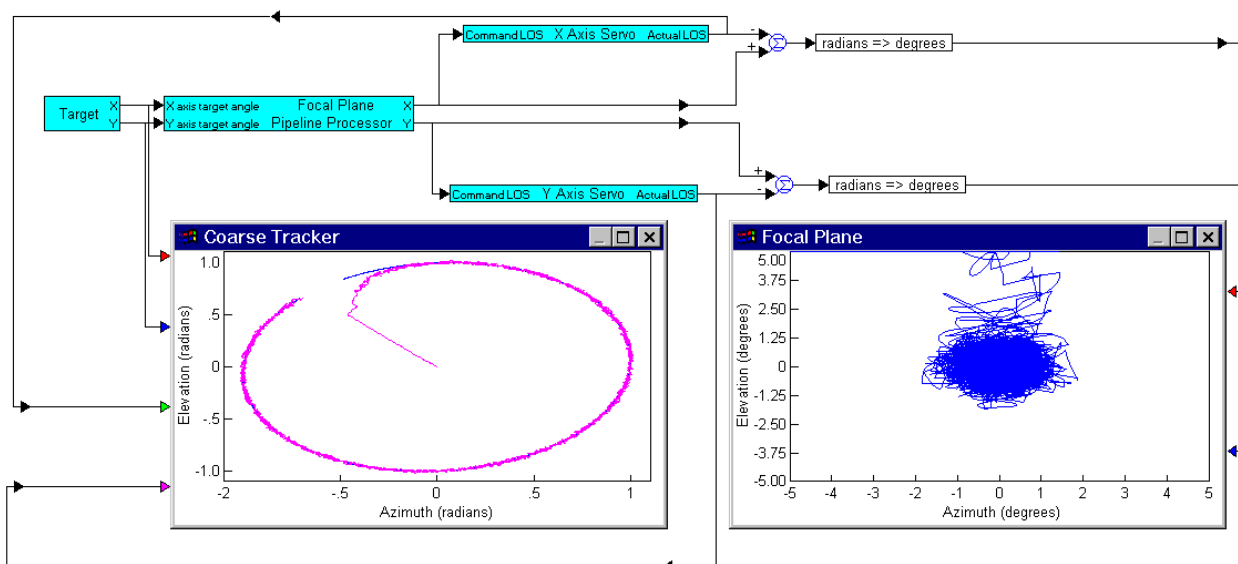 Command LOS X Axis Servo Actual LOS
-
+
Σ
radians => degrees
Target
X
Y
X axis target angle Focal Plane X
Y axis target angle Pipeline Processor Y
Command LOS Y Axis Servo Actual LOS
+
-
Σ
radians => degrees
Coarse Tracker
Elevation (radians)
1.0
.5
0
-.5
-1.0
-2 -.5 0 .5 1
Azimuth (radians)
Focal Plane
Elevation (degrees)
5.00
3.75
2.50
1.25
0
-1.25
-2.50
-3.75
-5.00
-5 -4 -3 -2 -1 0 1 2 3 4 5
Azimuth (degrees)